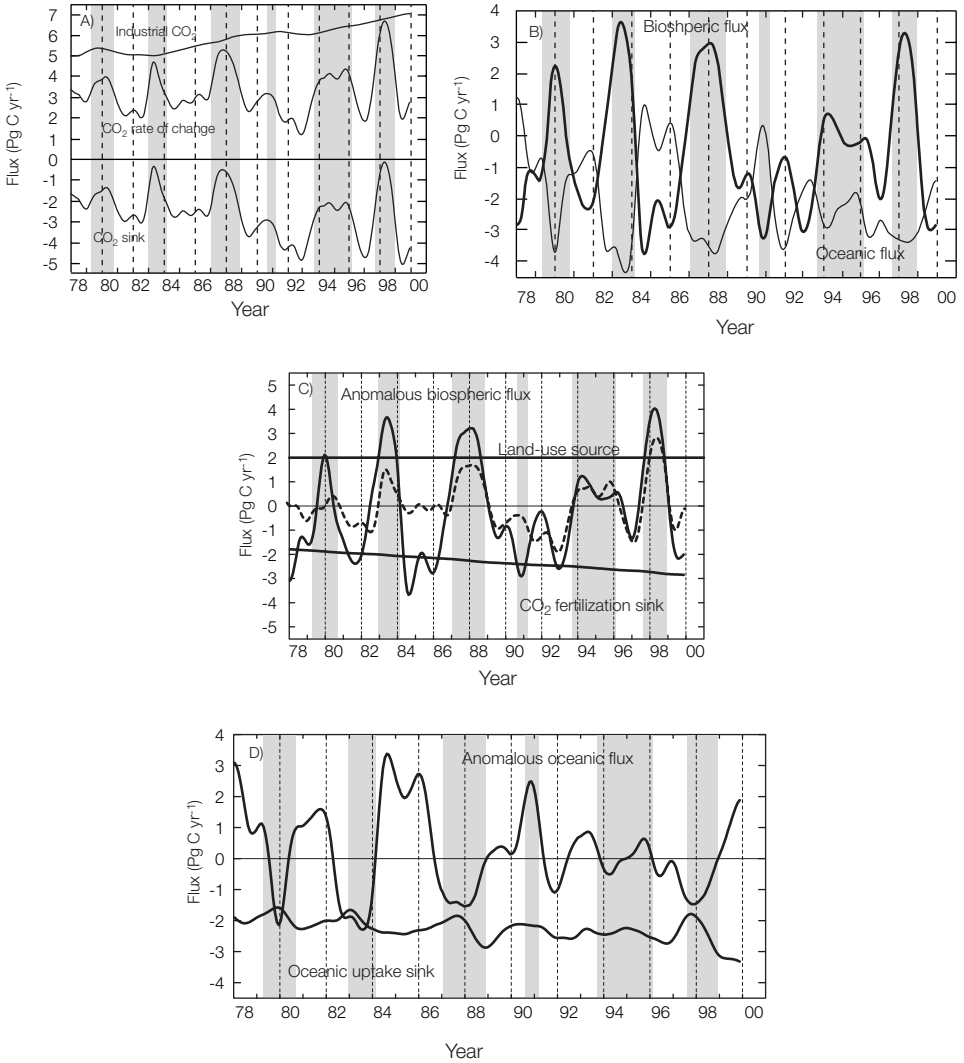 A)
7
6
5
4
3
2
1
0
-1
-2
-3
-4
-5
Flux (Pg C yr⁻¹)
Industrial CO₂
CO₂ rate of change
CO₂ sink
78 80 82 84 86 88 90 92 94 96 98 00
Year
B)
4
3
2
1
0
-1
-2
-3
-4
Flux (Pg C yr⁻¹)
Bioshperic flux
Oceanic flux
78 80 82 84 86 88 90 92 94 96 98 00
Year
C)
5
4
3
2
1
0
-1
-2
-3
-4
-5
Flux (Pg C yr⁻¹)
Anomalous biospheric flux
Land-use source
CO₂ fertilization sink
78 80 82 84 86 88 90 92 94 96 98 00
Year
D)
4
3
2
1
0
-1
-2
-3
-4
Flux (Pg C yr⁻¹)
Anomalous oceanic flux
Oceanic uptake sink
78 80 82 84 86 88 90 92 94 96 98 00
Year